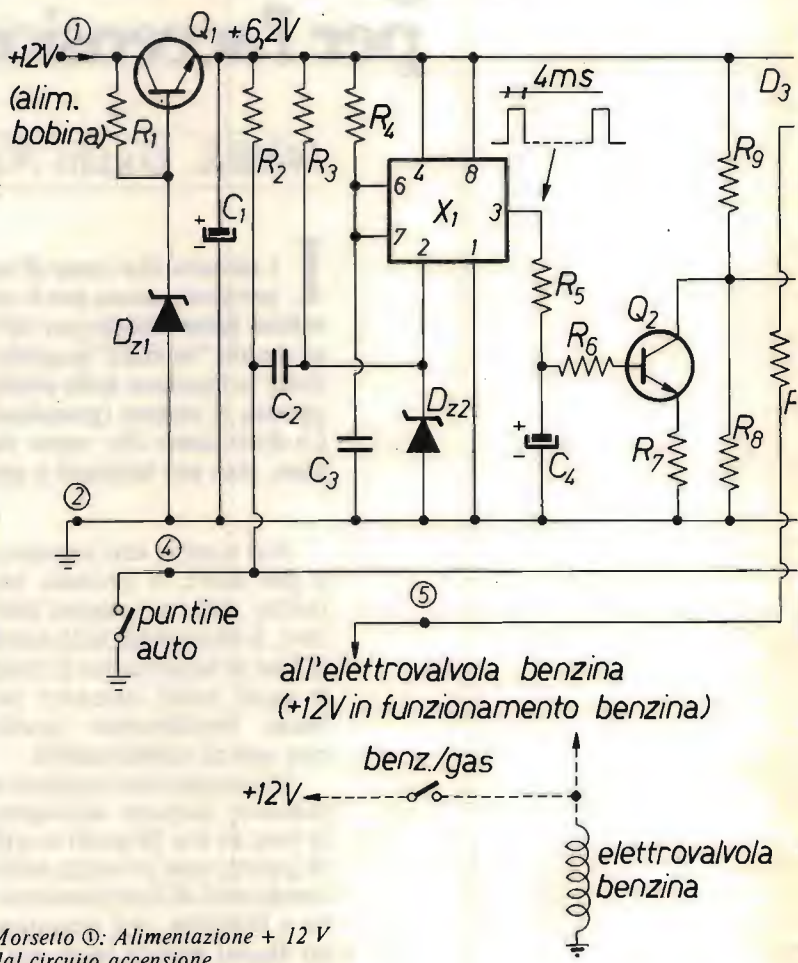 ①
Q1 +6,2V
+12V
(alim.
bobina)
R1
R2
R3
R4
4ms
D3
C1
6
7
4
8
X1
3
2
1
R9
R5
Dz1
C2
Dz2
R6
Q2
C3
C4
R7
R8
②
④
⑤
puntine
auto
all'elettrovalvola benzina
(+12V in funzionamento benzina)
benz./gas
+12V
elettrovalvola
benzina
Morsetto ①: Alimentazione + 12 V
dal circuito accensione